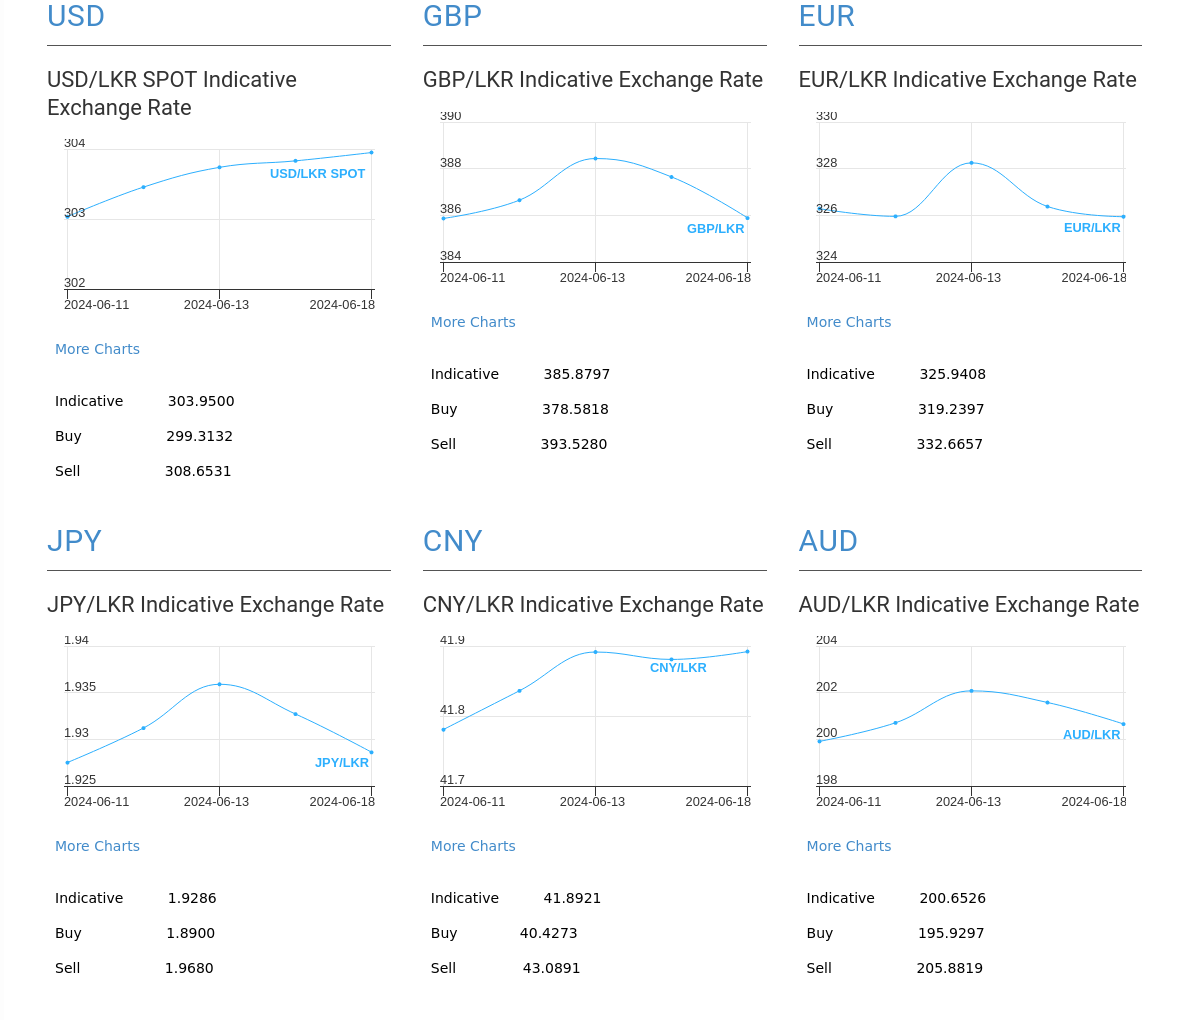 USD
USD/LKR SPOT Indicative
Exchange Rate
304
303
302
USD/LKR SPOT
2024-06-11 2024-06-13 2024-06-18
More Charts
Indicative 303.9500
Buy 299.3132
Sell 308.6531
GBP
GBP/LKR Indicative Exchange Rate
390
388
386
384
GBP/LKR
2024-06-11 2024-06-13 2024-06-18
More Charts
Indicative 385.8797
Buy 378.5818
Sell 393.5280
EUR
EUR/LKR Indicative Exchange Rate
330
328
326
324
EUR/LKR
2024-06-11 2024-06-13 2024-06-18
More Charts
Indicative 325.9408
Buy 319.2397
Sell 332.6657
JPY
JPY/LKR Indicative Exchange Rate
1.94
1.935
1.93
1.925
JPY/LKR
2024-06-11 2024-06-13 2024-06-18
More Charts
Indicative 1.9286
Buy 1.8900
Sell 1.9680
CNY
CNY/LKR Indicative Exchange Rate
41.9
41.8
41.7
CNY/LKR
2024-06-11 2024-06-13 2024-06-18
More Charts
Indicative 41.8921
Buy 40.4273
Sell 43.0891
AUD
AUD/LKR Indicative Exchange Rate
204
202
200
198
AUD/LKR
2024-06-11 2024-06-13 2024-06-18
More Charts
Indicative 200.6526
Buy 195.9297
Sell 205.8819